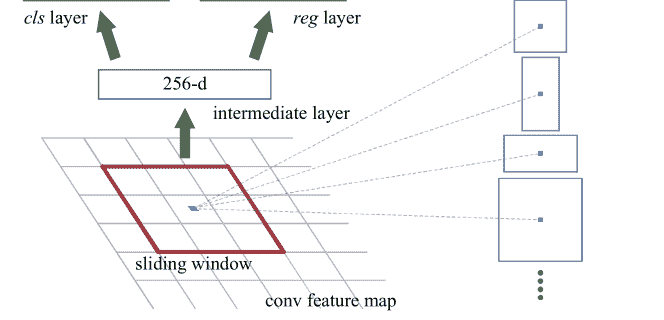 cls layer
reg layer
256-d
intermediate layer
sliding window
conv feature map